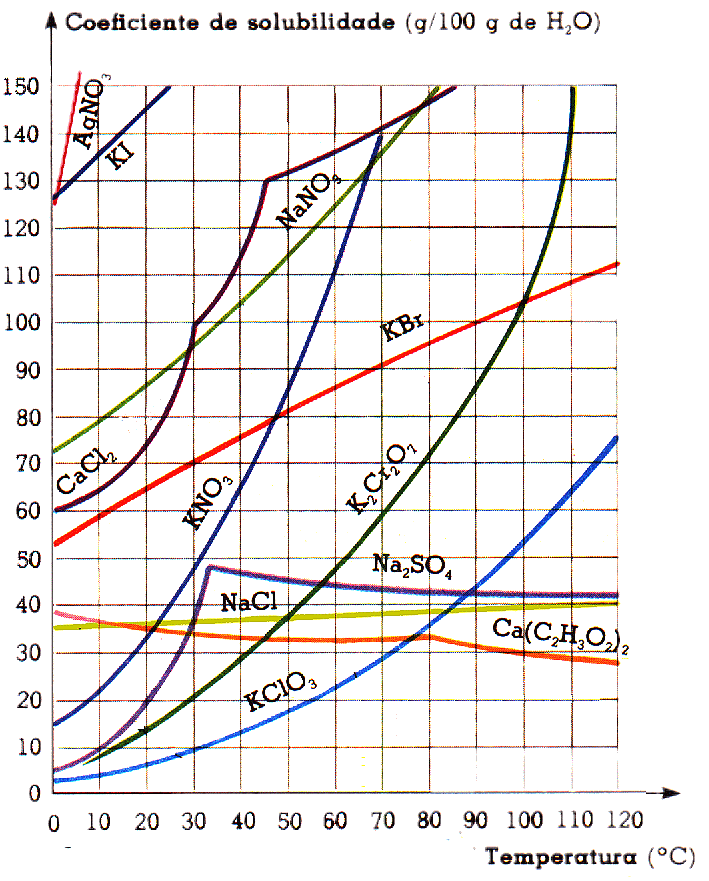 Coeficiente de solubilidade (g/100 g de H₂O)
150
140
130
120
110
100
90
80
70
60
50
40
30
20
10
0
AgNO₃
KI
NaNO₃
KBr
CaCl₂
KNO₃
K₂Cr₂O₇
Na₂SO₄
NaCl
Ca(C₂H₃O₂)₂
KClO₃
0 10 20 30 40 50 60 70 80 90 100 110 120
Temperatura (°C)